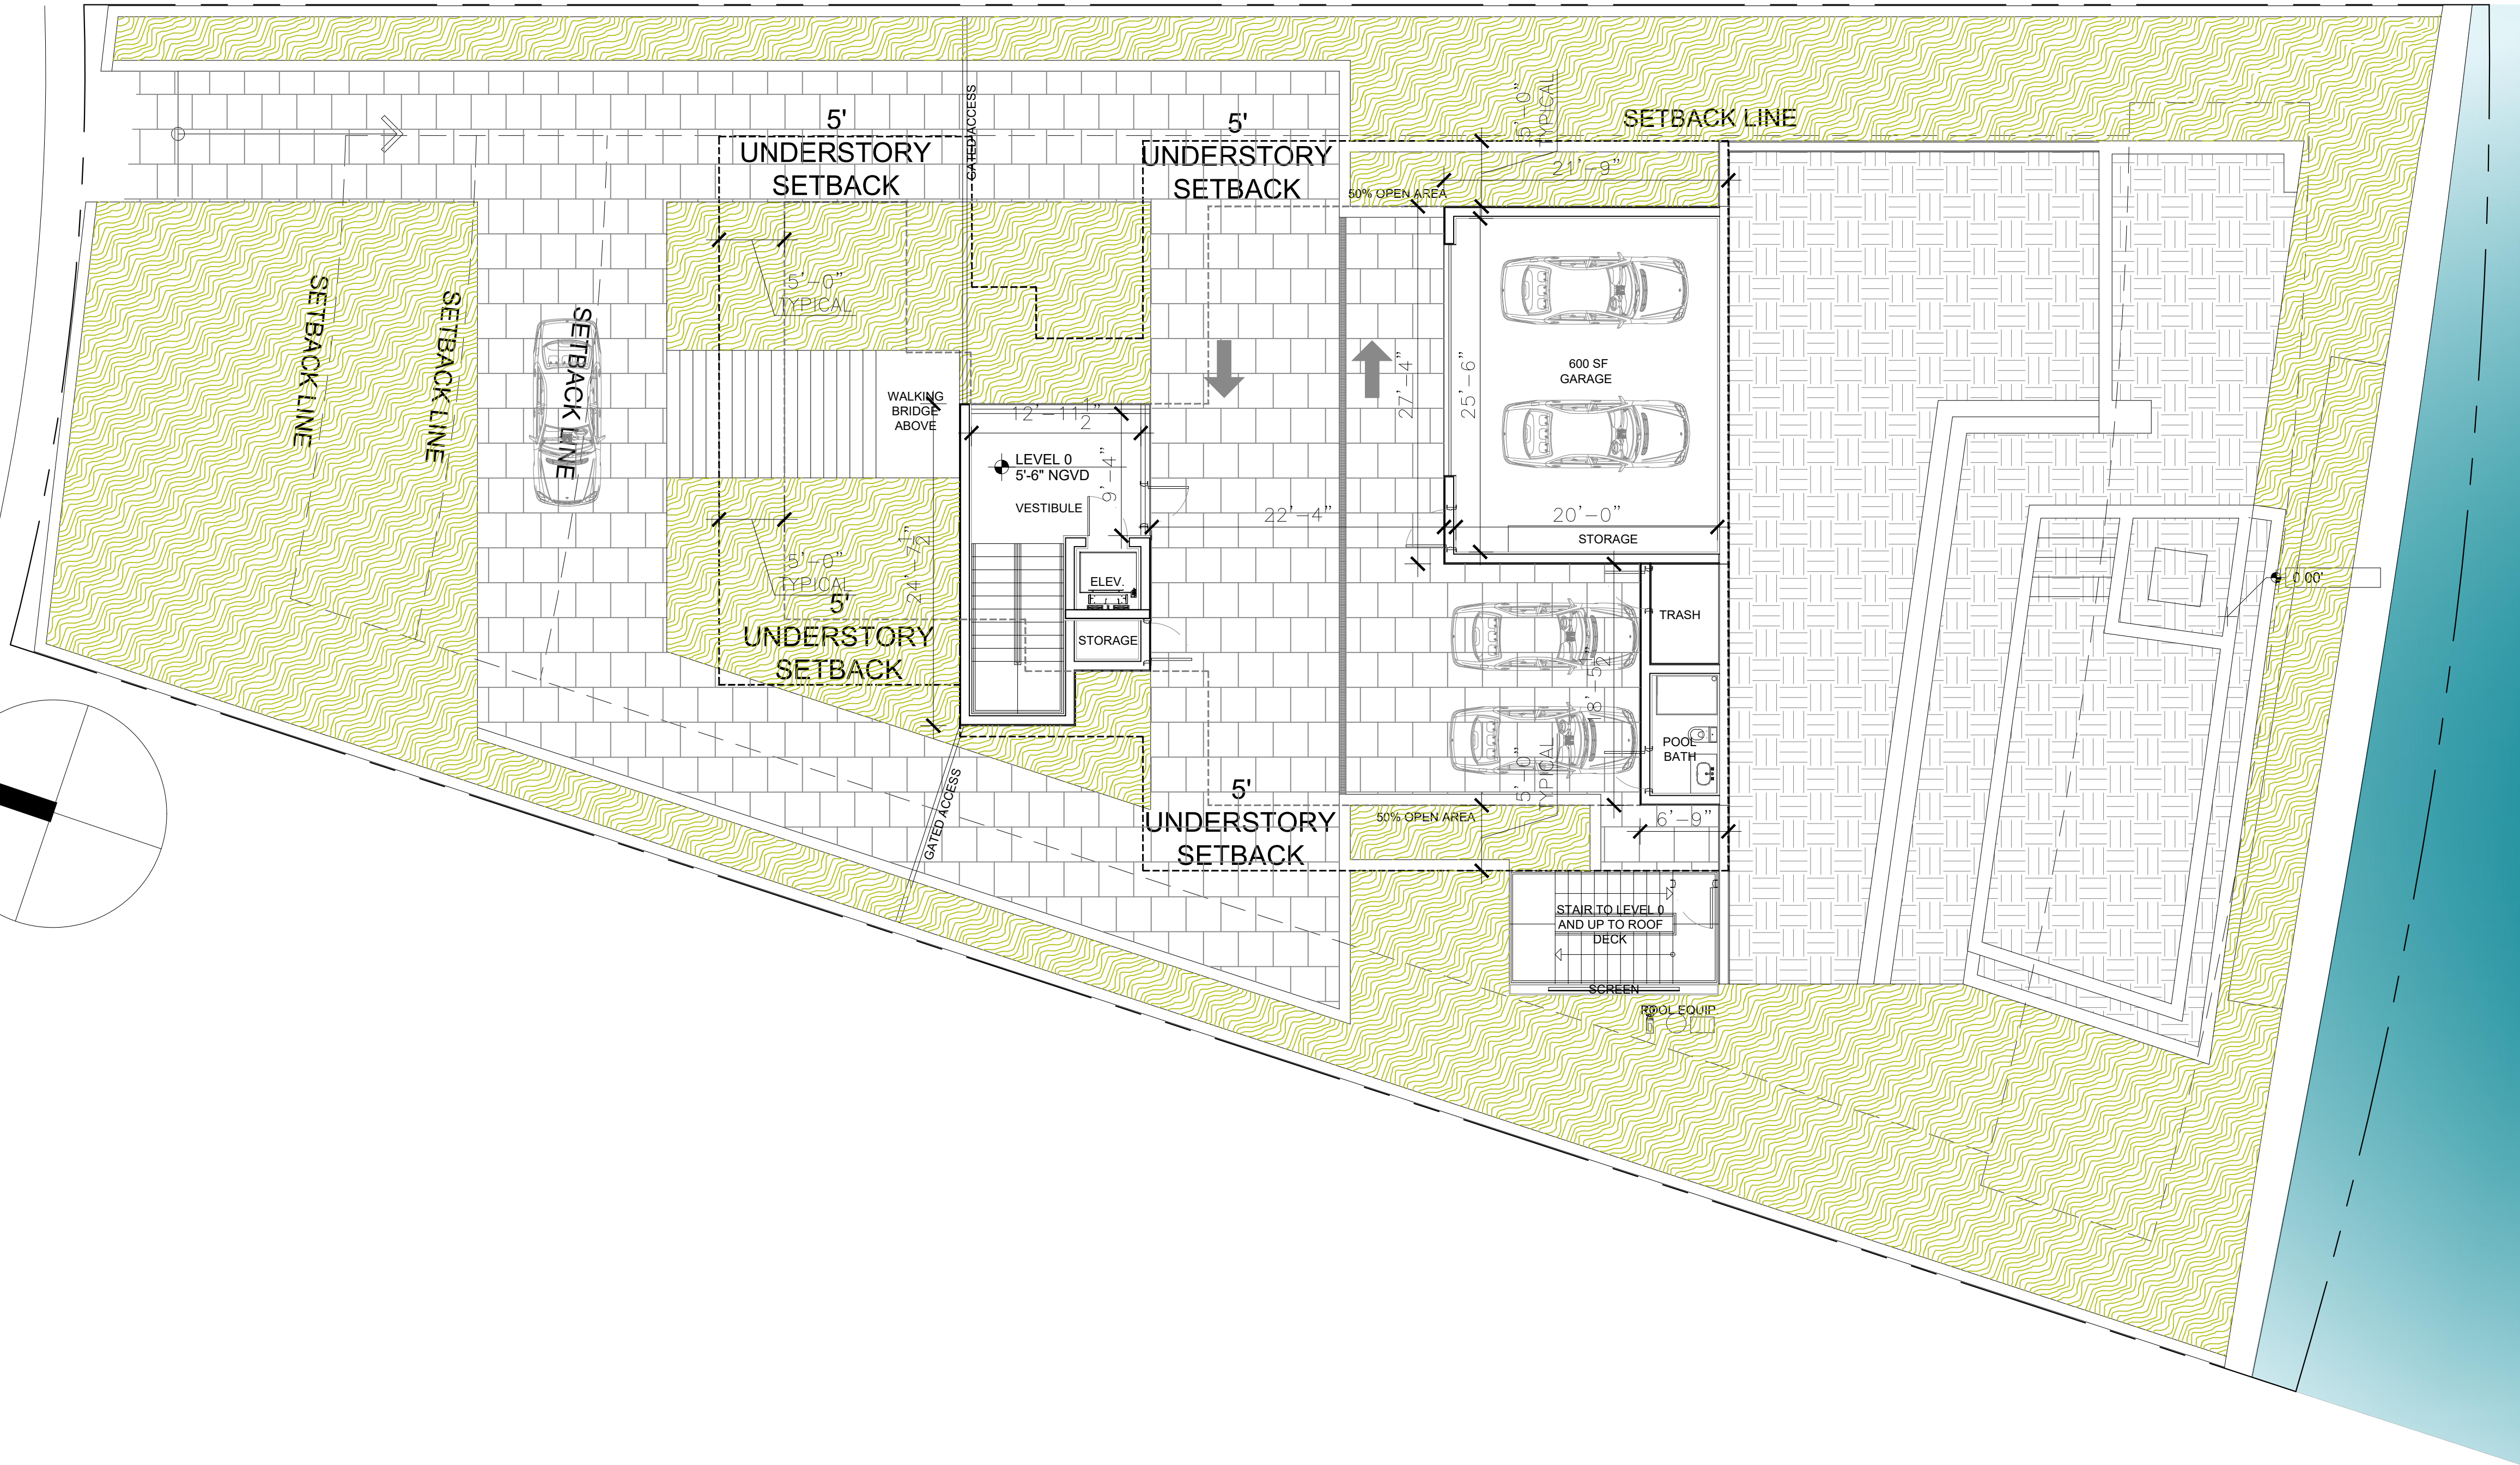 5'
UNDERSTORY
SETBACK
GATED ACCESS
5'
UNDERSTORY
SETBACK
5'-0"
TYPICAL
SETBACK LINE
21'-9"
50% OPEN AREA
SETBACK LINE
SETBACK LINE
SETBACK LINE
5'-0"
TYPICAL
WALKING
BRIDGE
ABOVE
12'-11 1/2"
LEVEL 0
5'-6" NGVD
9'-4"
VESTIBULE
24'-7 1/2"
22'-4"
27'-4"
25'-6"
600 SF
GARAGE
20'-0"
STORAGE
5'-0"
TYPICAL
5'
UNDERSTORY
SETBACK
ELEV.
STORAGE
TRASH
0.00'
18'-5 1/2"
POOL
BATH
5'-0"
TYPICAL
GATED ACCESS
5'
UNDERSTORY
SETBACK
50% OPEN AREA
6'-9"
STAIR TO LEVEL 0
AND UP TO ROOF
DECK
SCREEN
POOL EQUIP